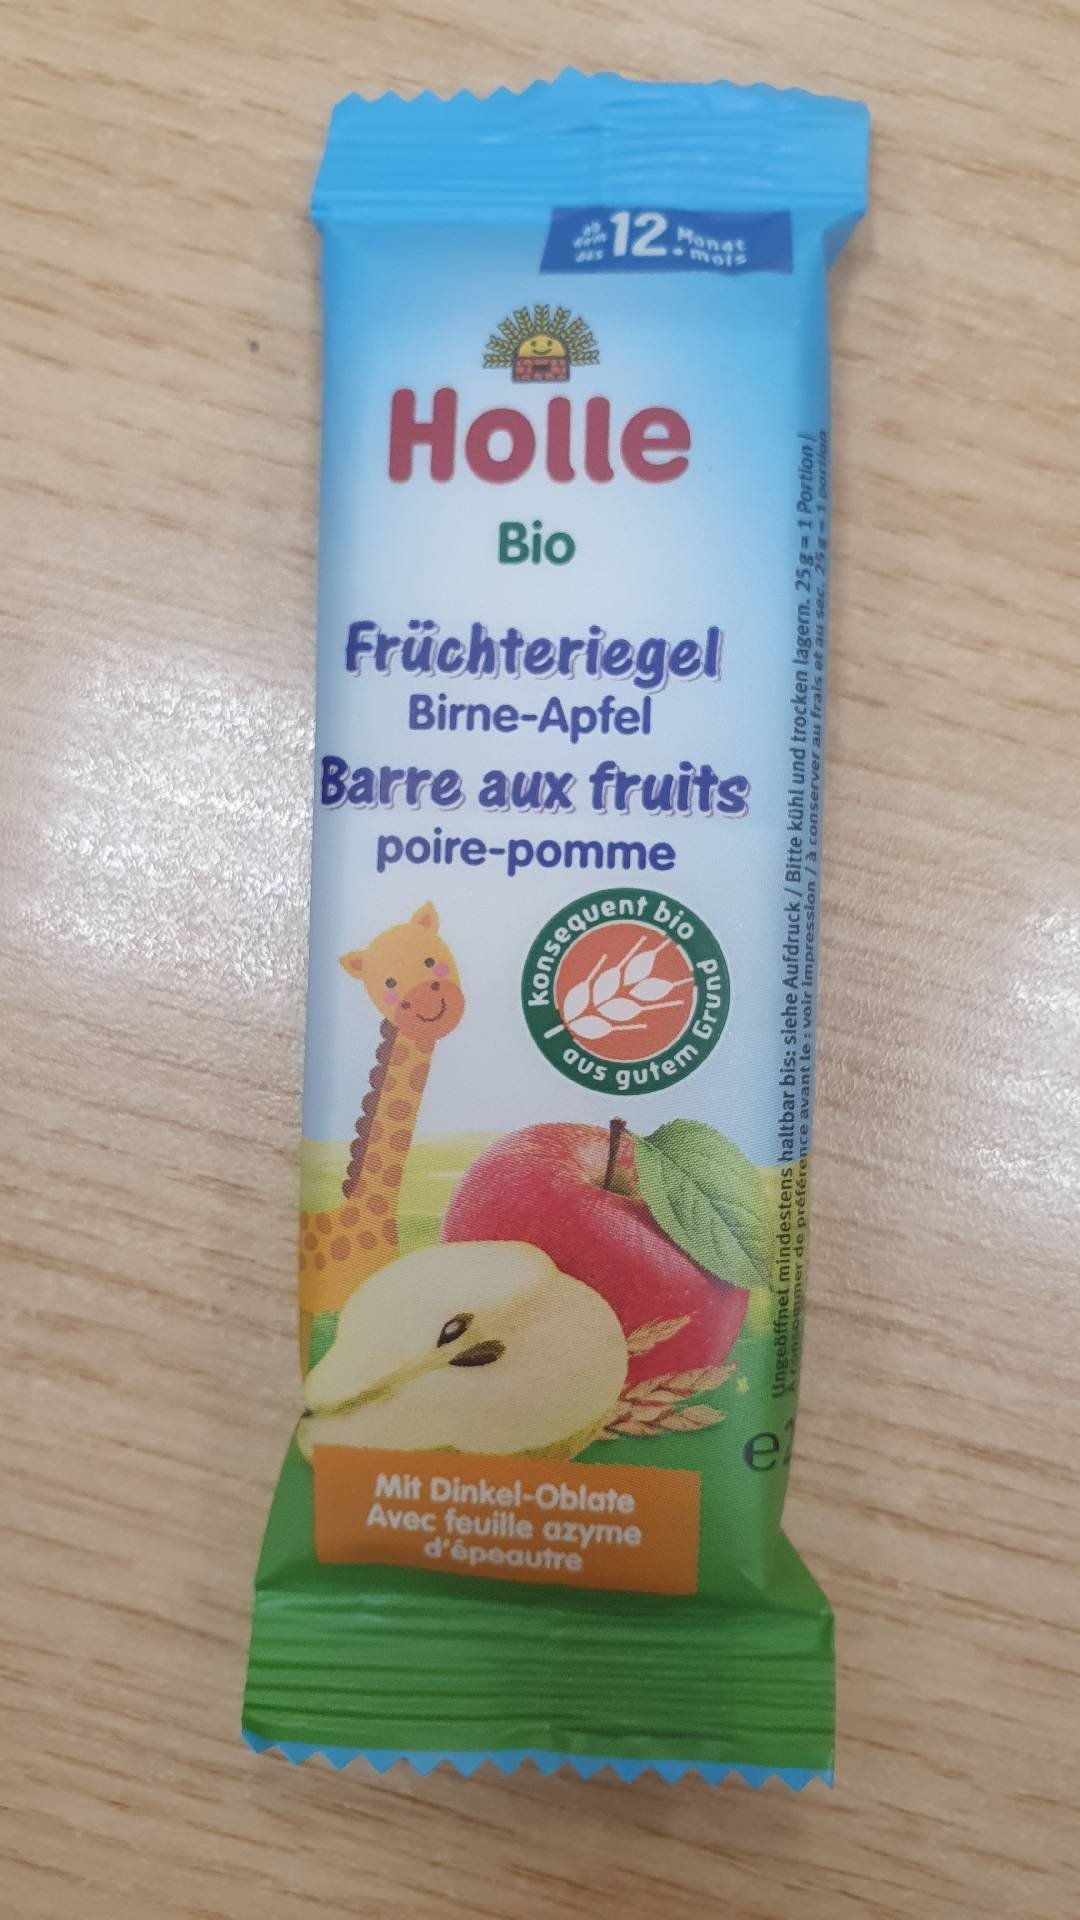 ab dem 12. Monat
dès 12. mois
Holle
Bio
Früchteriegel
Birne-Apfel
Barre aux fruits
poire-pomme
konsequent bio
aus gutem Grund
Mit Dinkel-Oblate
Avec feuille azyme
d'épeautre
Ungeöffnet mindestens haltbar bis: siehe Aufdruck / Bitte kühl und trocken lagern. 25 g = 1 Portion /
À consommer de préférence avant le : voir impression / à conserver au frais et au sec. 25 g = 1 portion
e